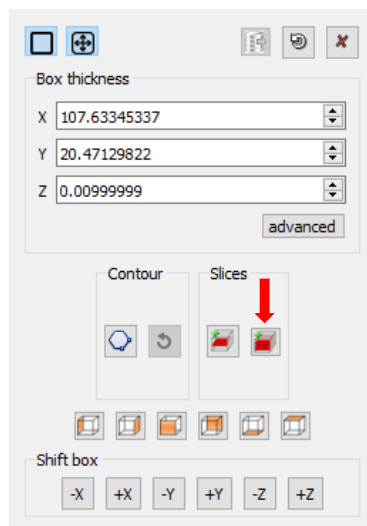 Box thickness
X 107.63345337
Y 20.47129822
Z 0.00999999
advanced
Contour Slices
Shift box
-X +X -Y +Y -Z +Z